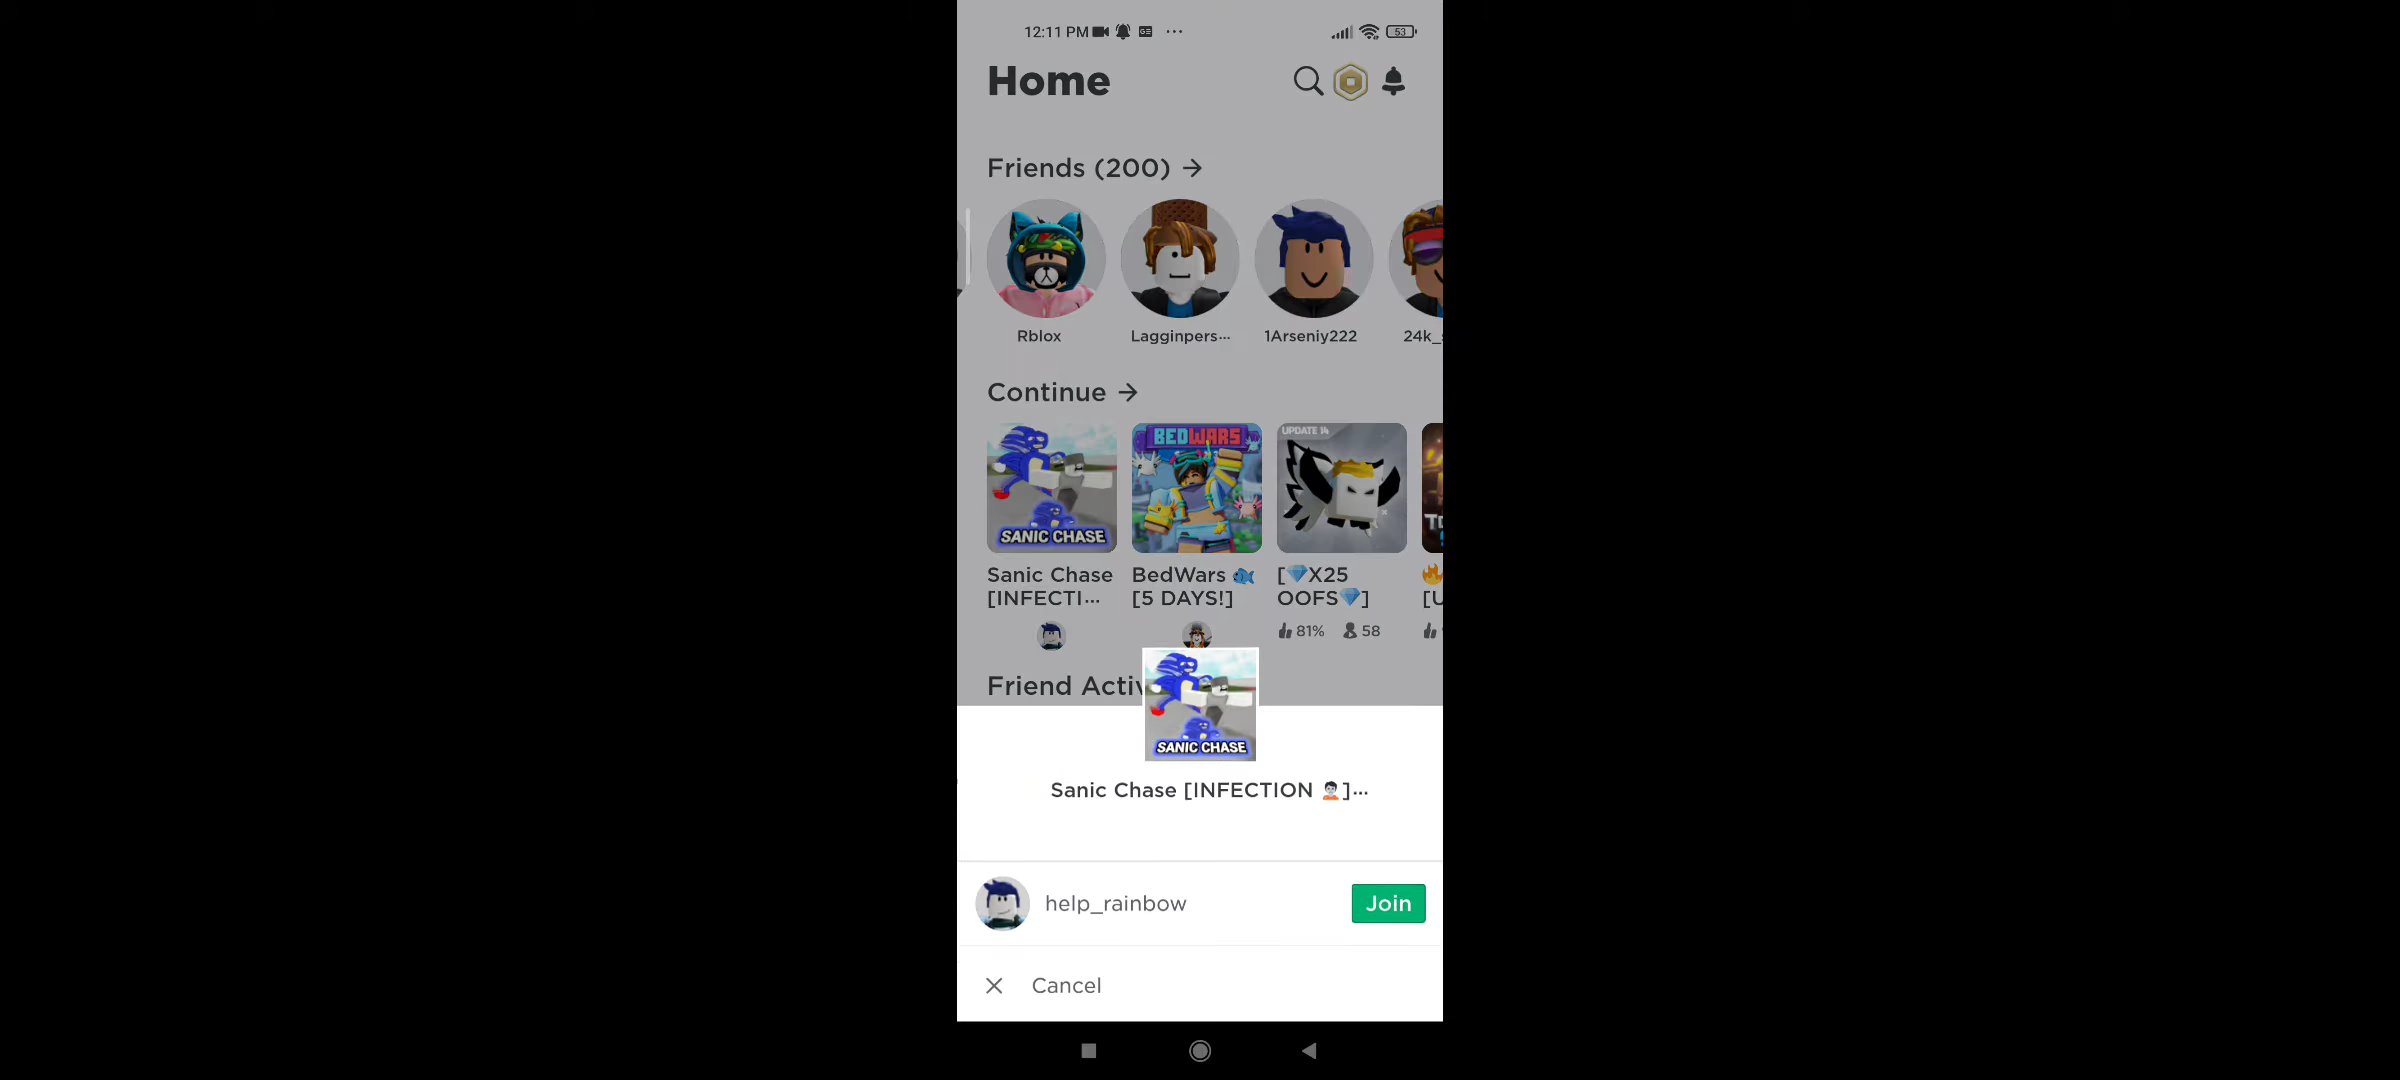 12:11 PM ...
53
Home
Friends (200) →
Rblox
Lagginpers...
1Arseniy222
24k_
Continue →
SANIC CHASE
BEDWARS
UPDATE 14
Sanic Chase
[INFECTI...
BedWars 🐟
[5 DAYS!]
[💎X25
OOFS💎]
🔥
[U
81%
58
Friend Activ
SANIC CHASE
Sanic Chase [INFECTION 🧟]...
help_rainbow
Join
Cancel